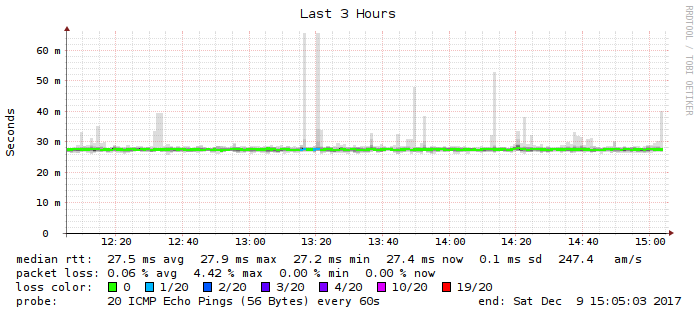 Last 3 Hours
RRDTOOL / TOBI OETIKER
Seconds
60 m
50 m
40 m
30 m
20 m
10 m
0
12:20 12:40 13:00 13:20 13:40 14:00 14:20 14:40 15:00
median rtt: 27.5 ms avg 27.9 ms max 27.2 ms min 27.4 ms now 0.1 ms sd 247.4 am/s
packet loss: 0.06 % avg 4.42 % max 0.00 % min 0.00 % now
loss color: 0 1/20 2/20 3/20 4/20 10/20 19/20
probe: 20 ICMP Echo Pings (56 Bytes) every 60s end: Sat Dec 9 15:05:03 2017